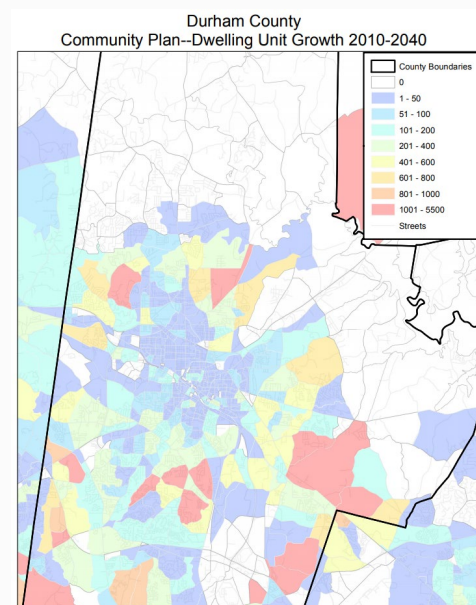 Durham County
Community Plan--Dwelling Unit Growth 2010-2040
County Boundaries
0
1 - 50
51 - 100
101 - 200
201 - 400
401 - 600
601 - 800
801 - 1000
1001 - 5500
Streets